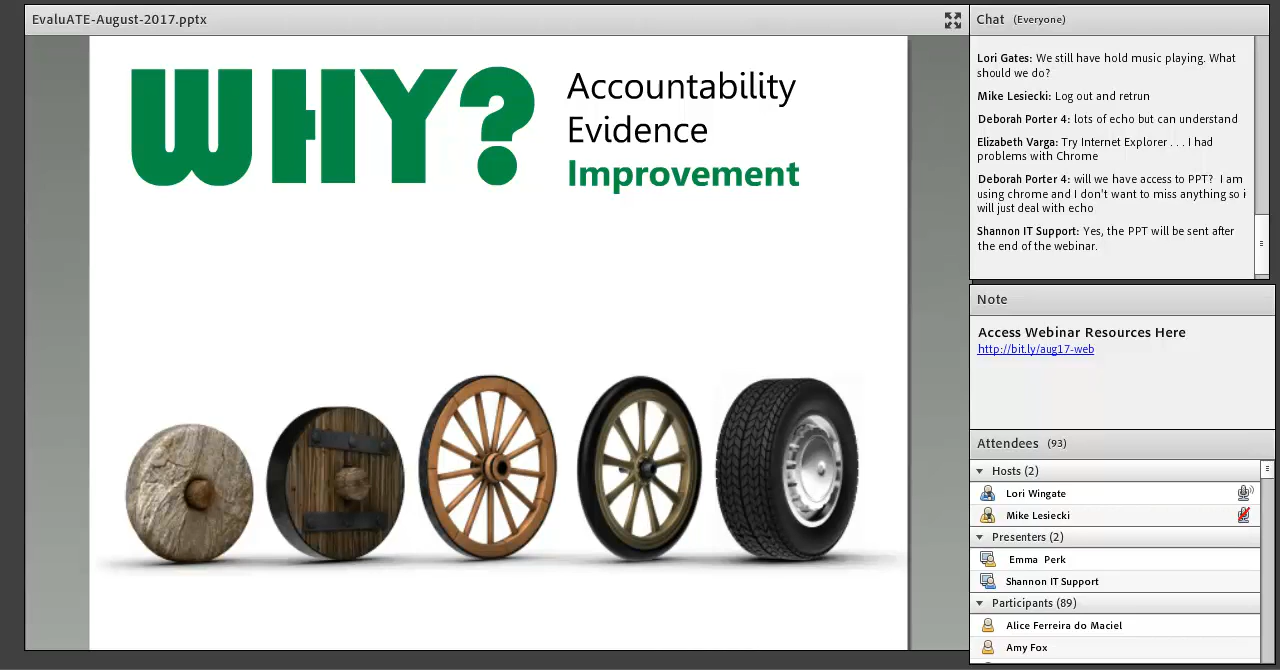 EvaluATE-August-2017.pptx
WHY?
Accountability
Evidence
Improvement
Chat (Everyone)
Lori Gates: We still have hold music playing. What
should we do?
Mike Lesiecki: Log out and retrun
Deborah Porter 4: lots of echo but can understand
Elizabeth Varga: Try Internet Explorer . . . I had
problems with Chrome
Deborah Porter 4: will we have access to PPT?  I am
using chrome and I don't want to miss anything so i
will just deal with echo
Shannon IT Support: Yes, the PPT will be sent after
the end of the webinar.
Note
Access Webinar Resources Here
http://bit.ly/aug17-web
Attendees (93)
Hosts (2)
Lori Wingate
Mike Lesiecki
Presenters (2)
Emma Perk
Shannon IT Support
Participants (89)
Alice Ferreira do Maciel
Amy Fox